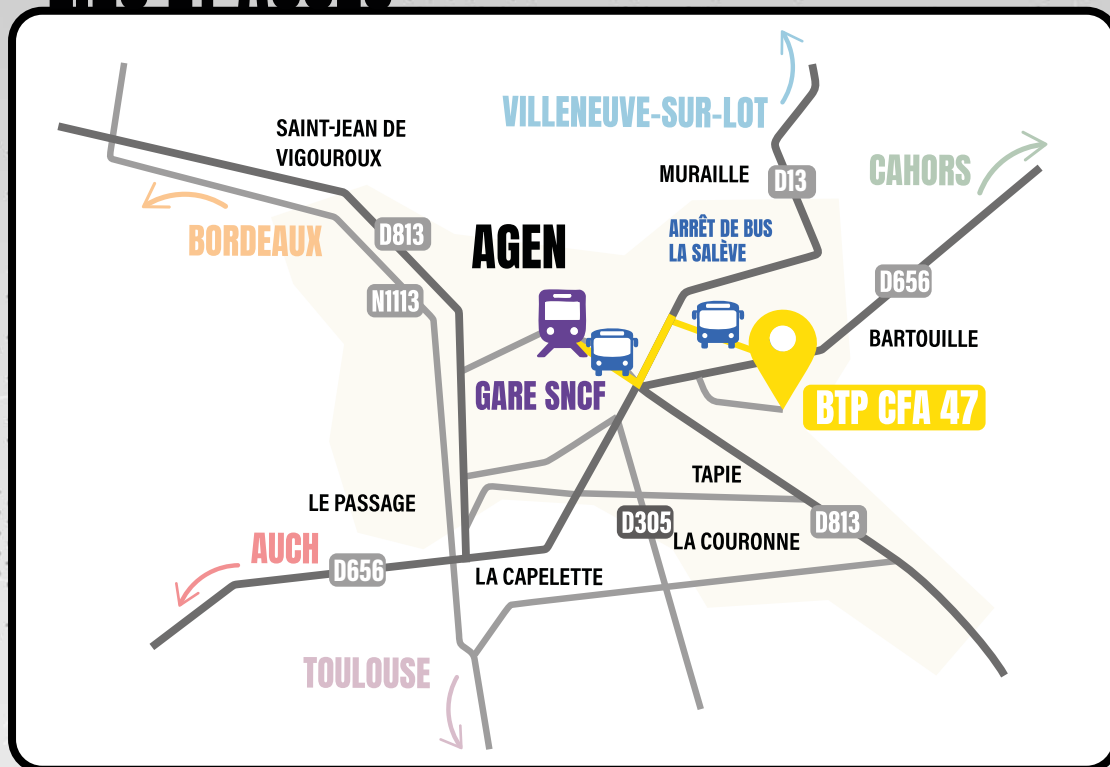 VILLENEUVE-SUR-LOT
SAINT-JEAN DE
VIGOUROUX
MURAILLE
D13
CAHORS
BORDEAUX
D813
AGEN
ARRÊT DE BUS
LA SALÈVE
D656
N1113
BARTOUILLE
GARE SNCF
BTP CFA 47
TAPIE
LE PASSAGE
D305
D813
LA COURONNE
AUCH
D656
LA CAPELETTE
TOULOUSE